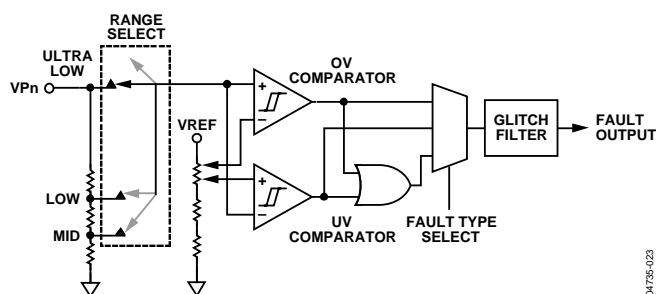 RANGE
SELECT
ULTRA
LOW
VPn
LOW
MID
VREF
+
−
+
−
OV
COMPARATOR
UV
COMPARATOR
FAULT TYPE
SELECT
GLITCH
FILTER
FAULT
OUTPUT
04735-023